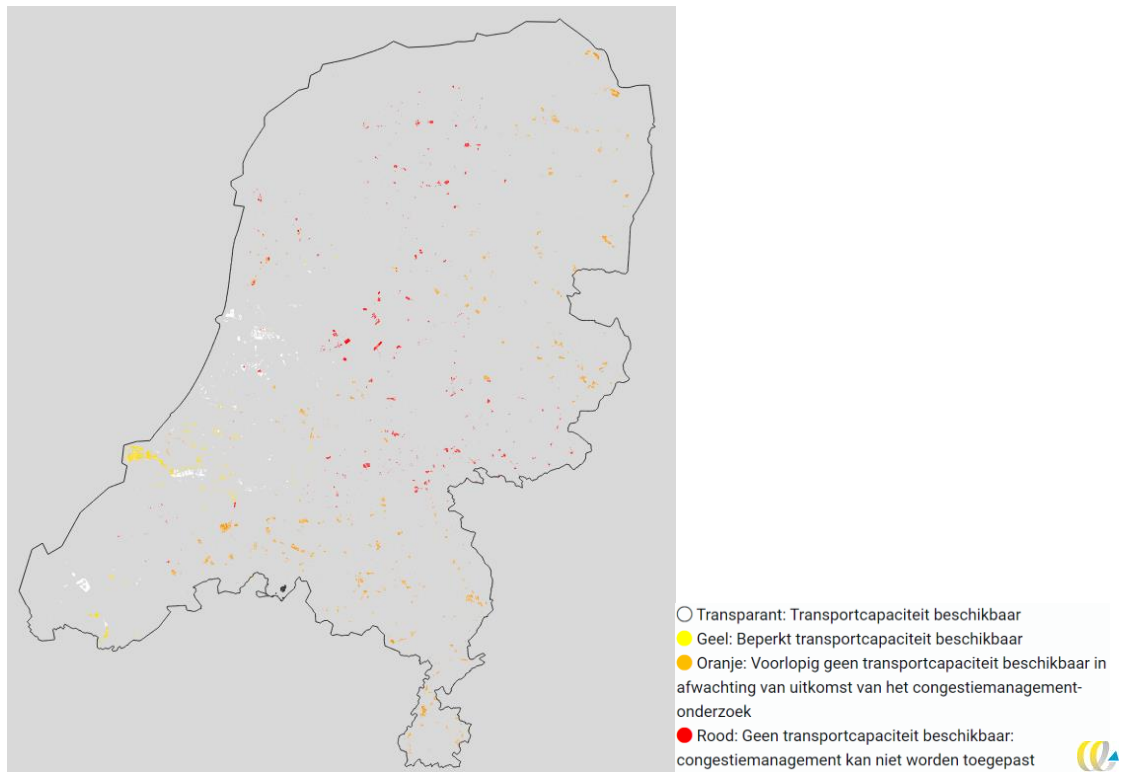 Transparant: Transportcapaciteit beschikbaar
Geel: Beperkt transportcapaciteit beschikbaar
Oranje: Voorlopig geen transportcapaciteit beschikbaar in
afwachting van uitkomst van het congestiemanagement-
onderzoek
Rood: Geen transportcapaciteit beschikbaar:
congestiemanagement kan niet worden toegepast